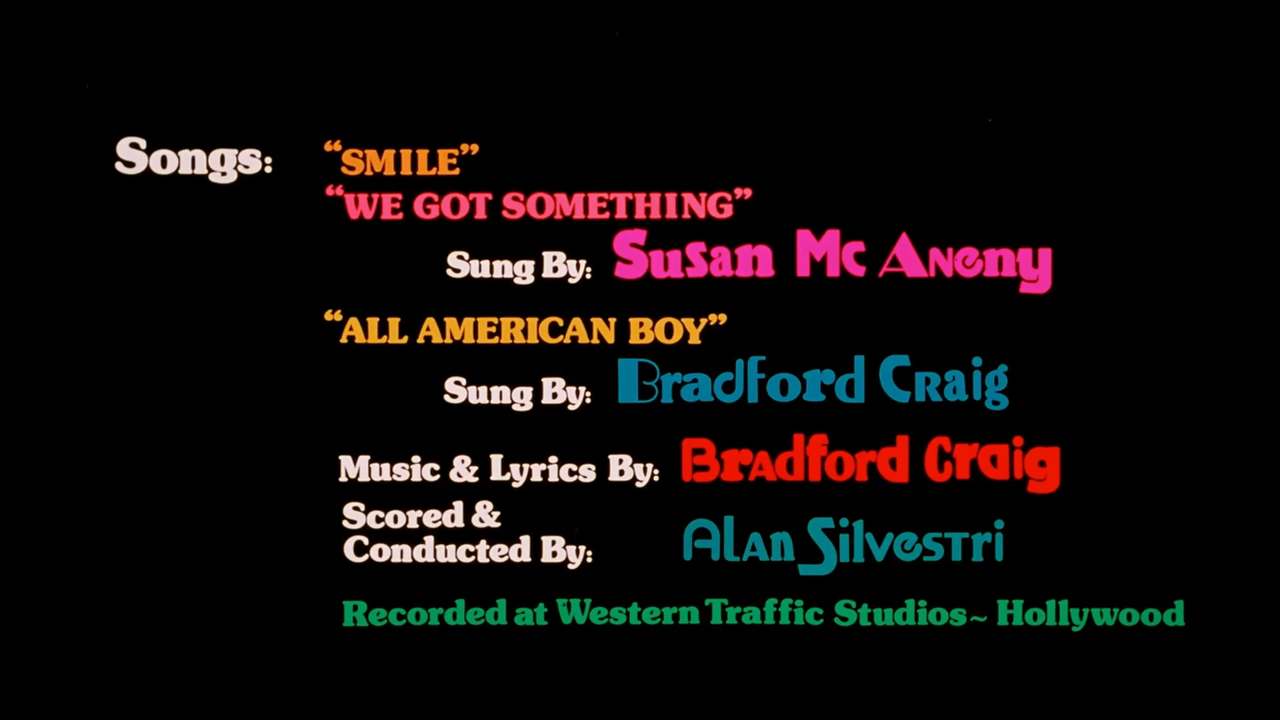 Songs: “SMILE”
“WE GOT SOMETHING”
Sung By: Susan Mc Aneny
“ALL AMERICAN BOY”
Sung By: Bradford Craig
Music & Lyrics By: Bradford Craig
Scored &
Conducted By: Alan Silvestri
Recorded at Western Traffic Studios~ Hollywood